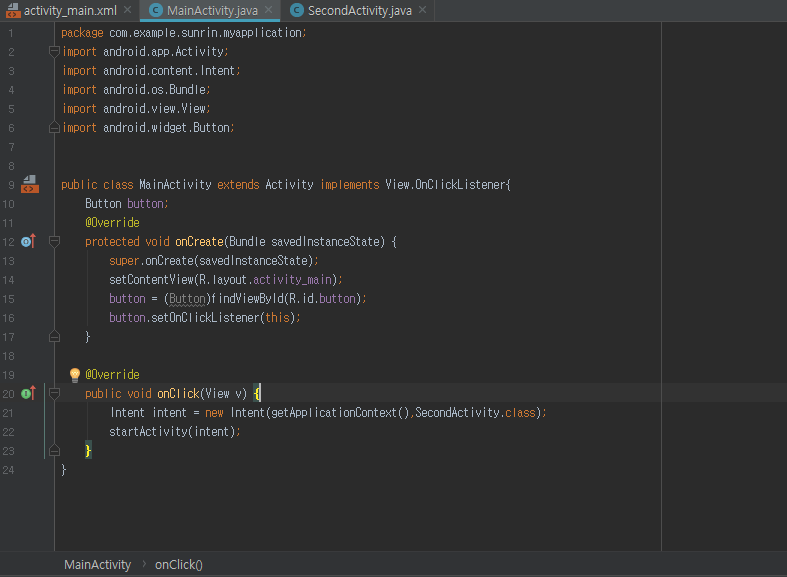 activity_main.xml × MainActivity.java × SecondActivity.java ×
1 package com.example.sunrin.myapplication;
2 import android.app.Activity;
3 import android.content.Intent;
4 import android.os.Bundle;
5 import android.view.View;
6 import android.widget.Button;
7
8
9 public class MainActivity extends Activity implements View.OnClickListener{
10 Button button;
11 @Override
12 protected void onCreate(Bundle savedInstanceState) {
13 super.onCreate(savedInstanceState);
14 setContentView(R.layout.activity_main);
15 button = (Button)findViewById(R.id.button);
16 button.setOnClickListener(this);
17 }
18
19 @Override
20 public void onClick(View v) {
21 Intent intent = new Intent(getApplicationContext(),SecondActivity.class);
22 startActivity(intent);
23 }
24 }
MainActivity › onClick()